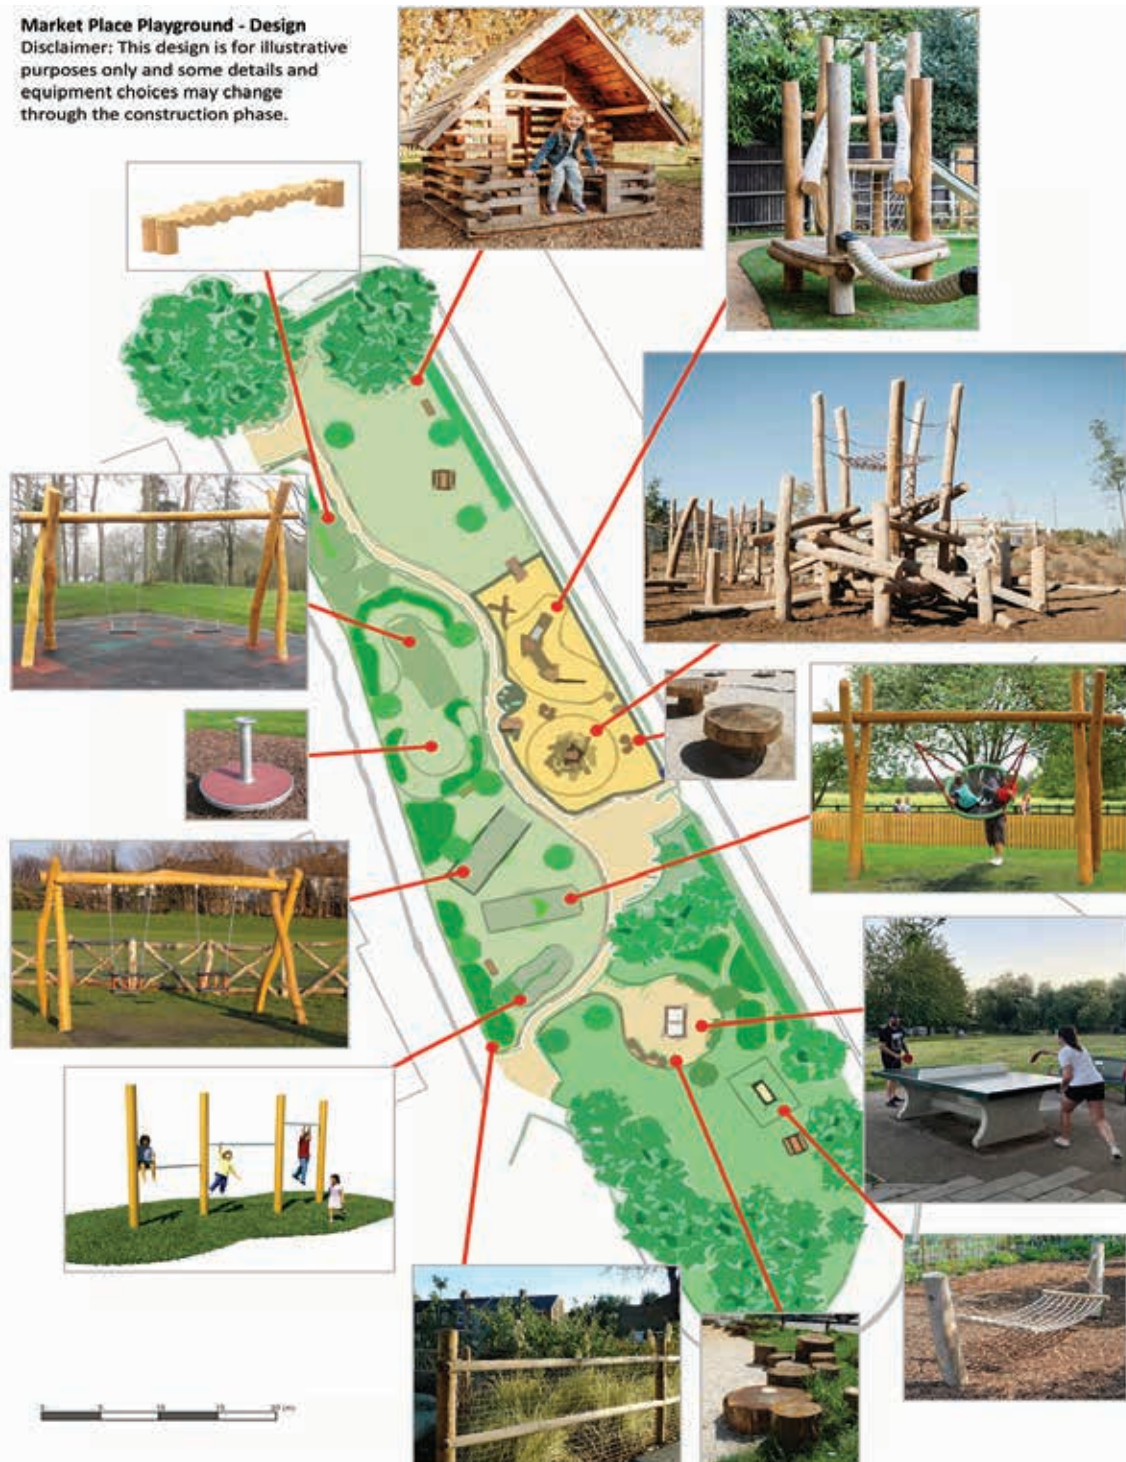 Market Place Playground - Design
Disclaimer: This design is for illustrative
purposes only and some details and
equipment choices may change
through the construction phase.